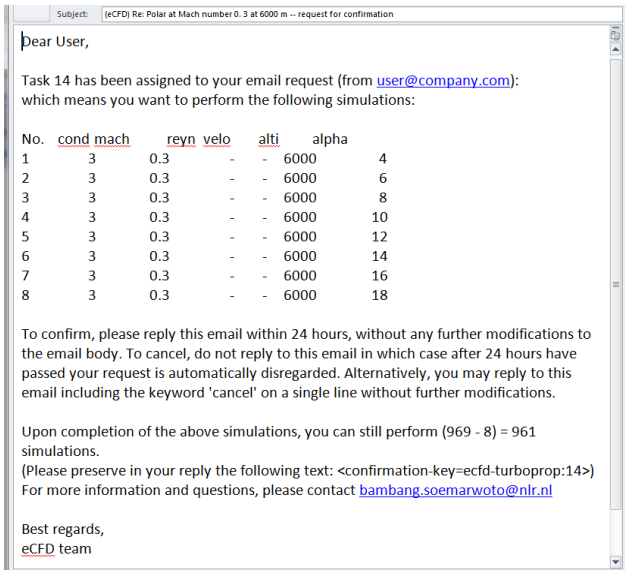 Subject: (eCFD) Re: Polar at Mach number 0. 3 at 6000 m -- request for confirmation
Dear User,
Task 14 has been assigned to your email request (from user@company.com):
which means you want to perform the following simulations:
No. cond mach reyn velo alti alpha
1 3 0.3 - - 6000 4
2 3 0.3 - - 6000 6
3 3 0.3 - - 6000 8
4 3 0.3 - - 6000 10
5 3 0.3 - - 6000 12
6 3 0.3 - - 6000 14
7 3 0.3 - - 6000 16
8 3 0.3 - - 6000 18
To confirm, please reply this email within 24 hours, without any further modifications to
the email body. To cancel, do not reply to this email in which case after 24 hours have
passed your request is automatically disregarded. Alternatively, you may reply to this
email including the keyword 'cancel' on a single line without further modifications.
Upon completion of the above simulations, you can still perform (969 - 8) = 961
simulations.
(Please preserve in your reply the following text: <confirmation-key=ecfd-turboprop:14>)
For more information and questions, please contact bambang.soemarwoto@nlr.nl
Best regards,
eCFD team